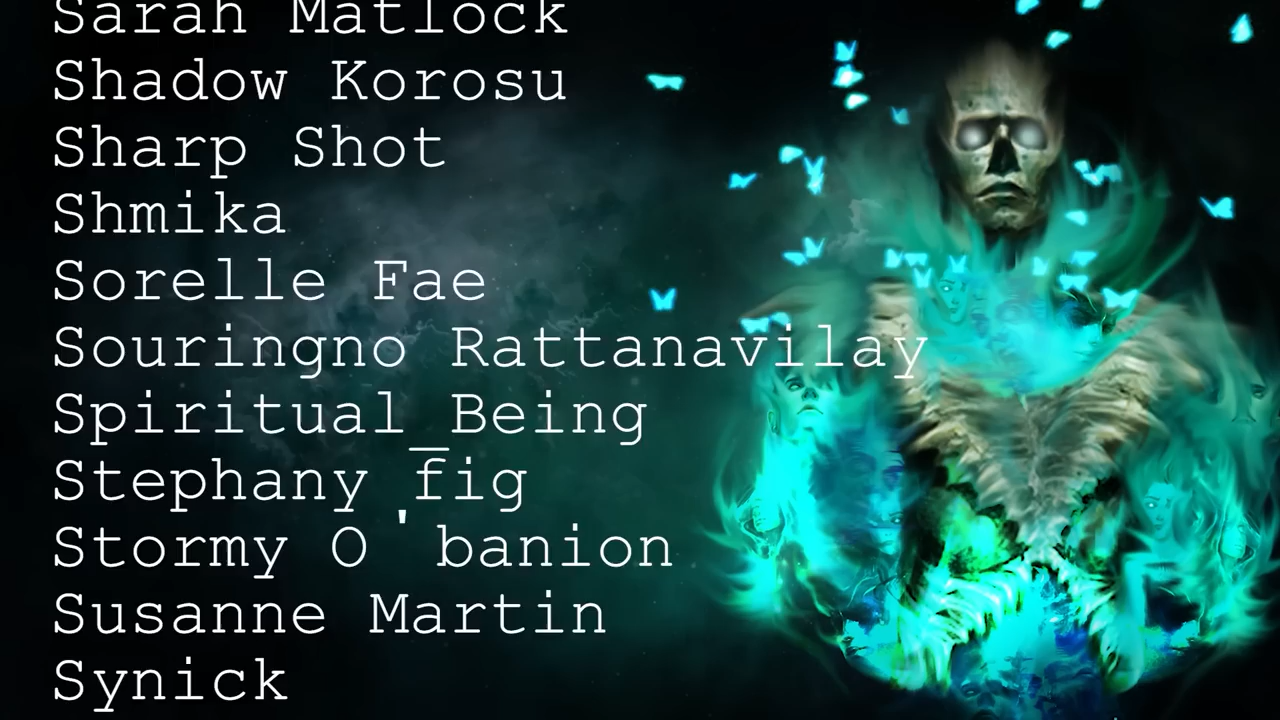 Sarah Matlock
Shadow Korosu
Sharp Shot
Shmika
Sorelle Fae
Souringno Rattanavilay
Spiritual_Being
Stephany fig
Stormy O'banion
Susanne Martin
Synick